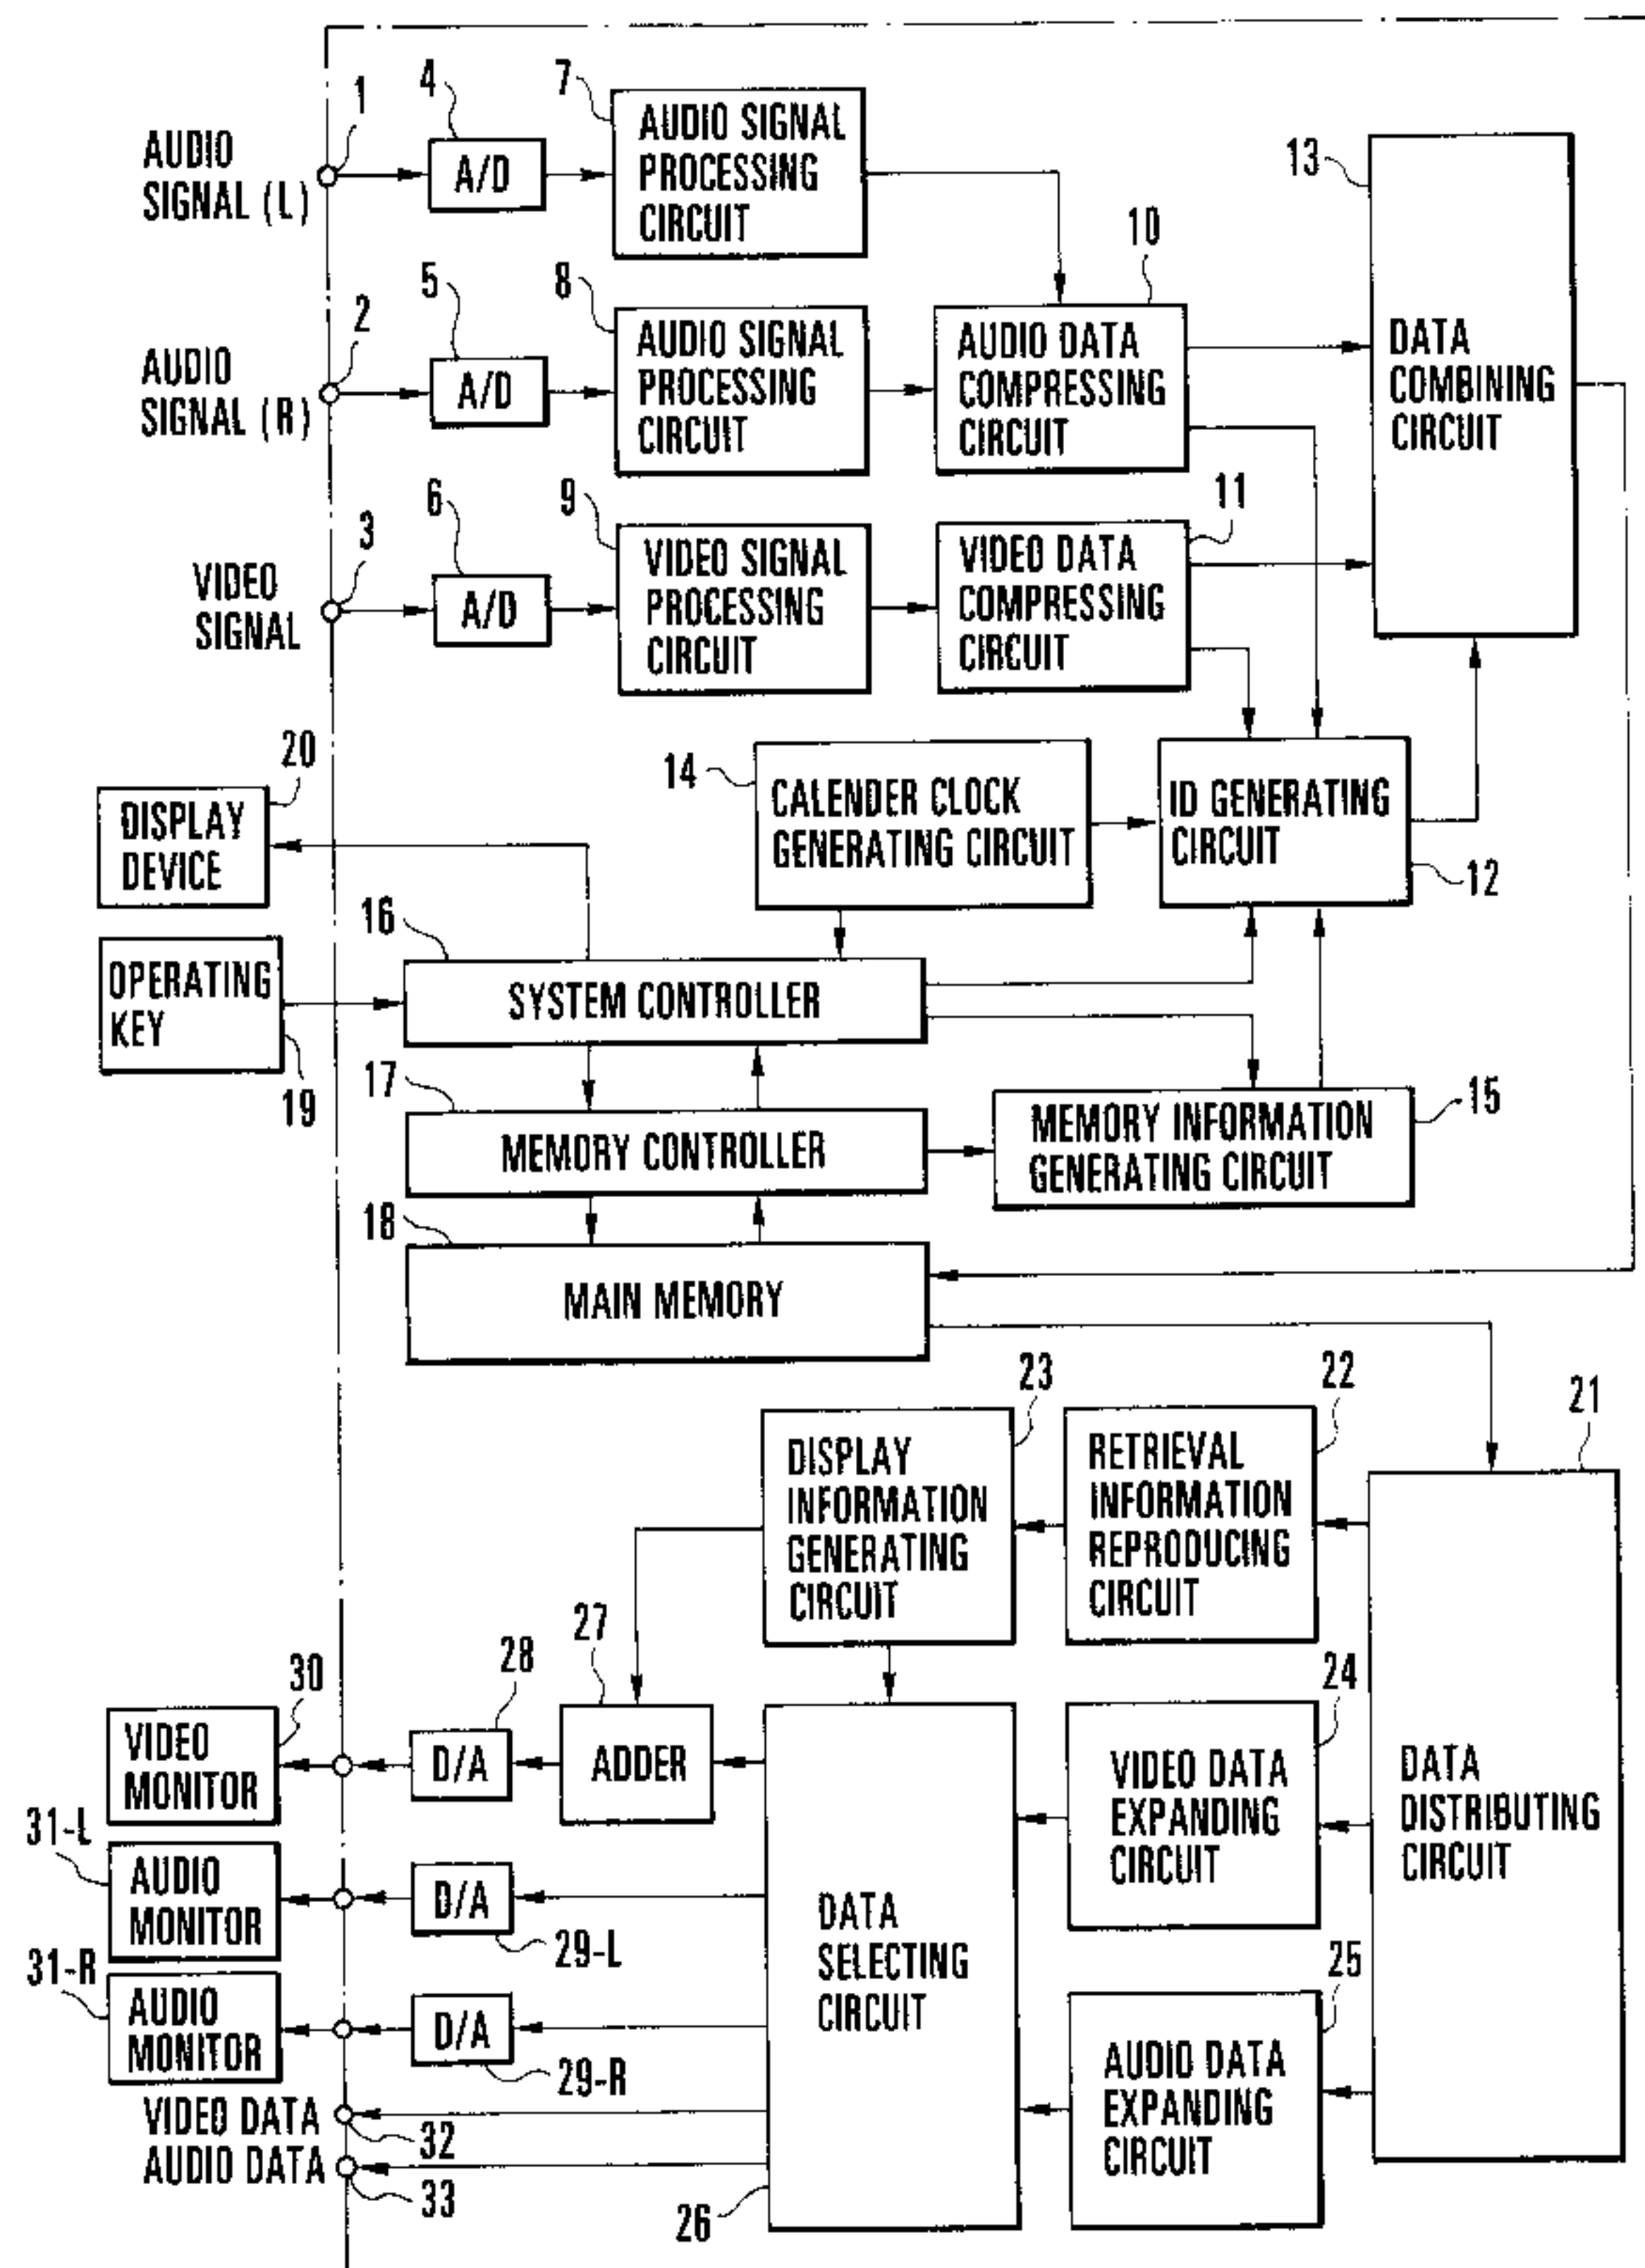 1
4
7
AUDIO
SIGNAL (L)
A/D
AUDIO SIGNAL
PROCESSING
CIRCUIT
13
10
2
5
8
AUDIO
SIGNAL (R)
A/D
AUDIO SIGNAL
PROCESSING
CIRCUIT
AUDIO DATA
COMPRESSING
CIRCUIT
DATA
COMBINING
CIRCUIT
3
6
9
11
VIDEO
SIGNAL
A/D
VIDEO SIGNAL
PROCESSING
CIRCUIT
VIDEO DATA
COMPRESSING
CIRCUIT
20
14
DISPLAY
DEVICE
CALENDER CLOCK
GENERATING CIRCUIT
ID GENERATING
CIRCUIT
12
16
OPERATING
KEY
19
SYSTEM CONTROLLER
17
15
MEMORY CONTROLLER
MEMORY INFORMATION
GENERATING CIRCUIT
18
MAIN MEMORY
23
22
21
DISPLAY
INFORMATION
GENERATING
CIRCUIT
RETRIEVAL
INFORMATION
REPRODUCING
CIRCUIT
30
28
27
24
VIDEO
MONITOR
D/A
ADDER
VIDEO DATA
EXPANDING
CIRCUIT
DATA
DISTRIBUTING
CIRCUIT
31-L
AUDIO
MONITOR
D/A
29-L
DATA
SELECTING
CIRCUIT
25
31-R
AUDIO
MONITOR
D/A
29-R
AUDIO DATA
EXPANDING
CIRCUIT
VIDEO DATA
32
AUDIO DATA
33
26